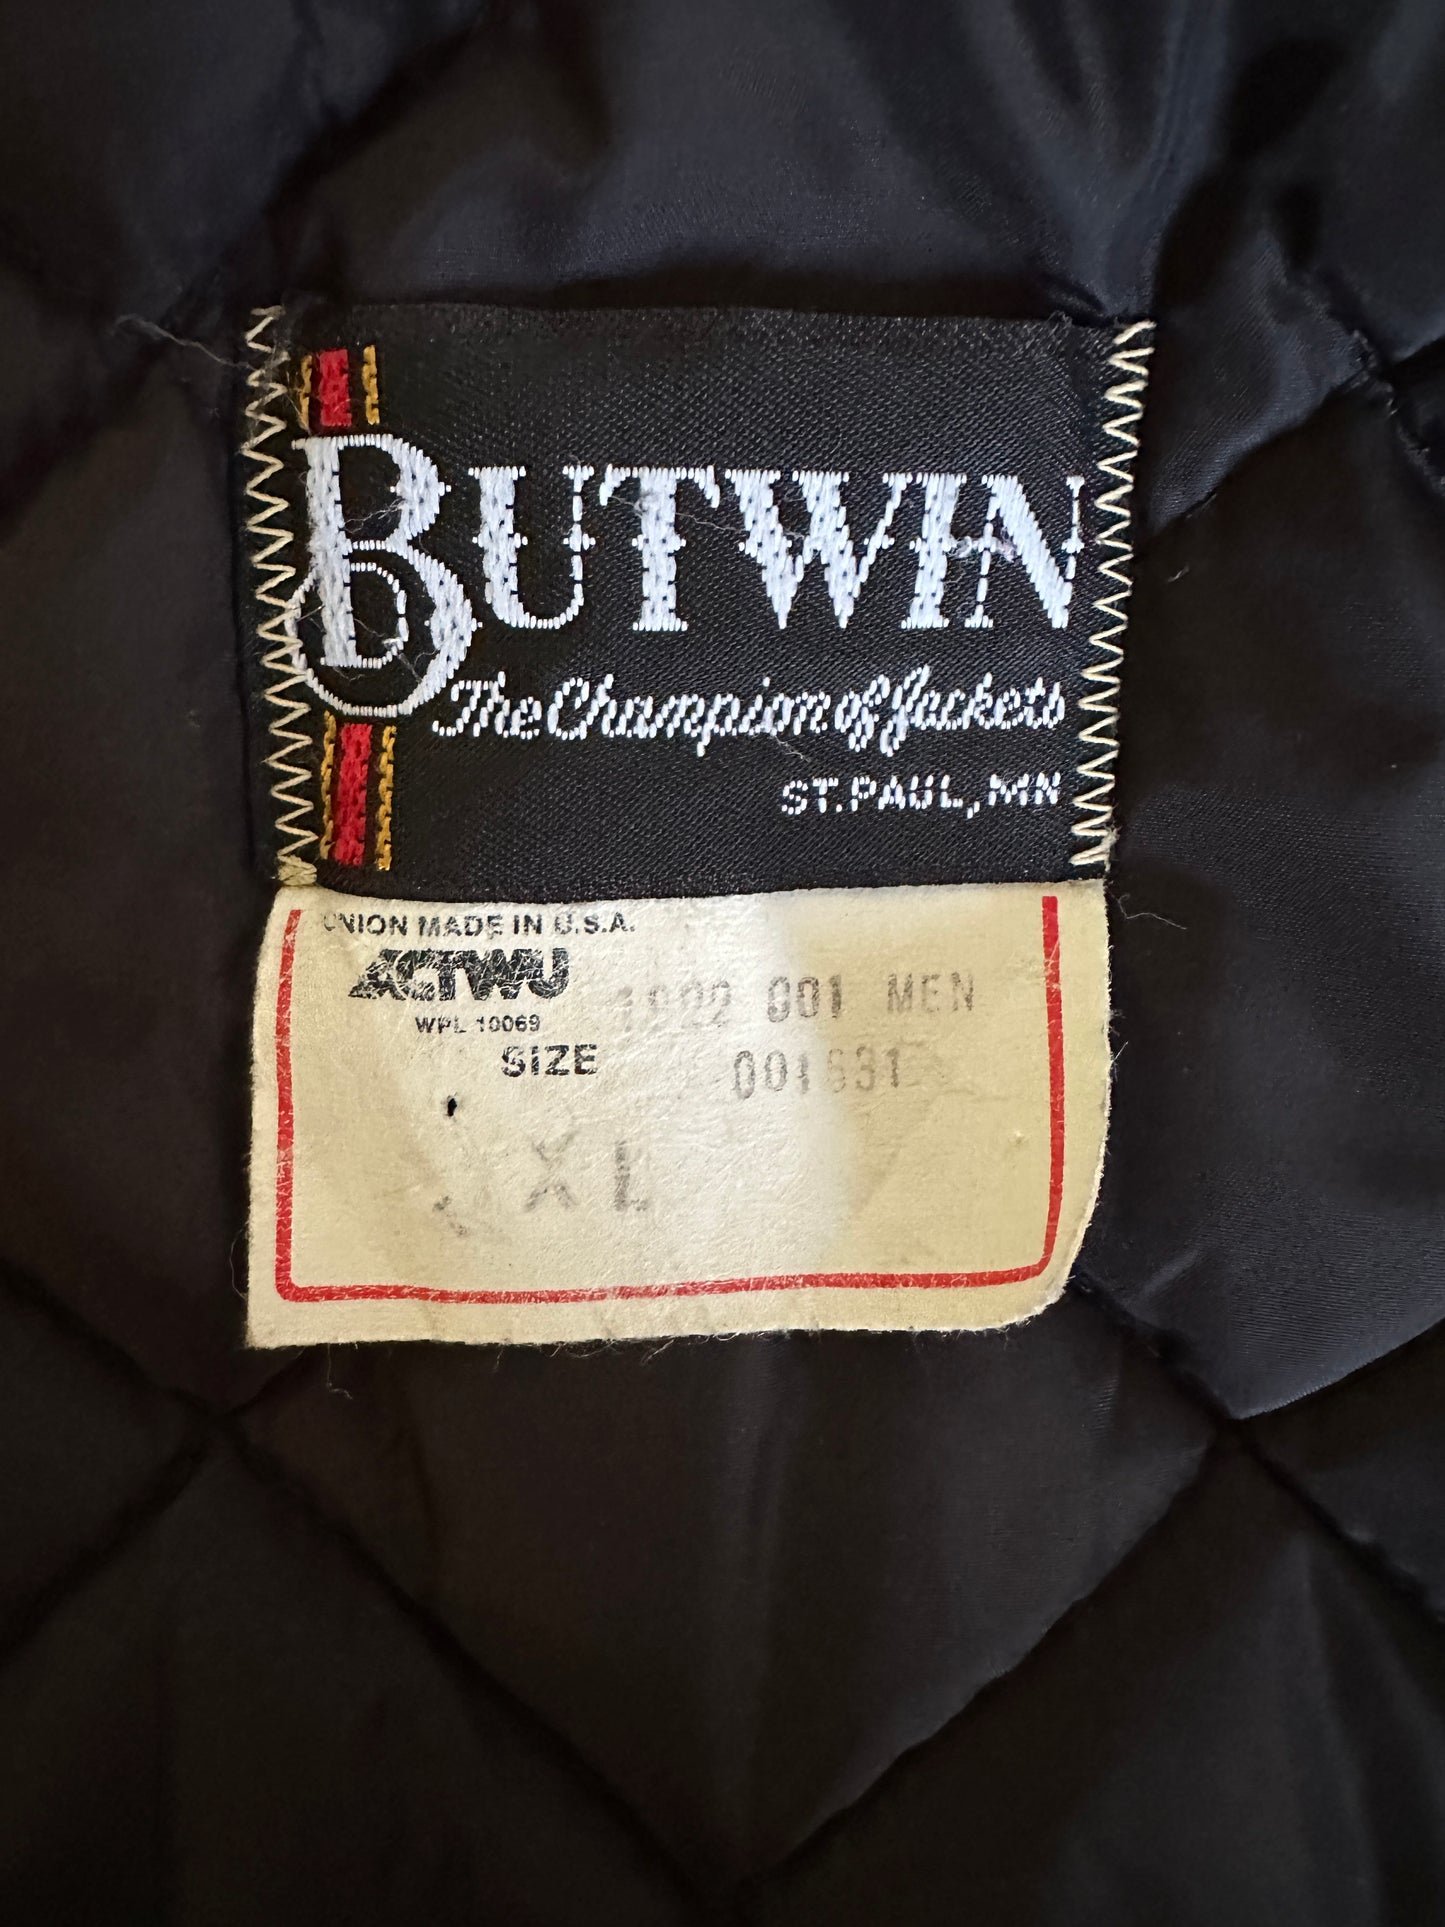 BUTWIN
The Champion of Jackets
ST. PAUL, MN
UNION MADE IN U.S.A.
ACTWU
WPL 10069
001 MEN
SIZE
XL